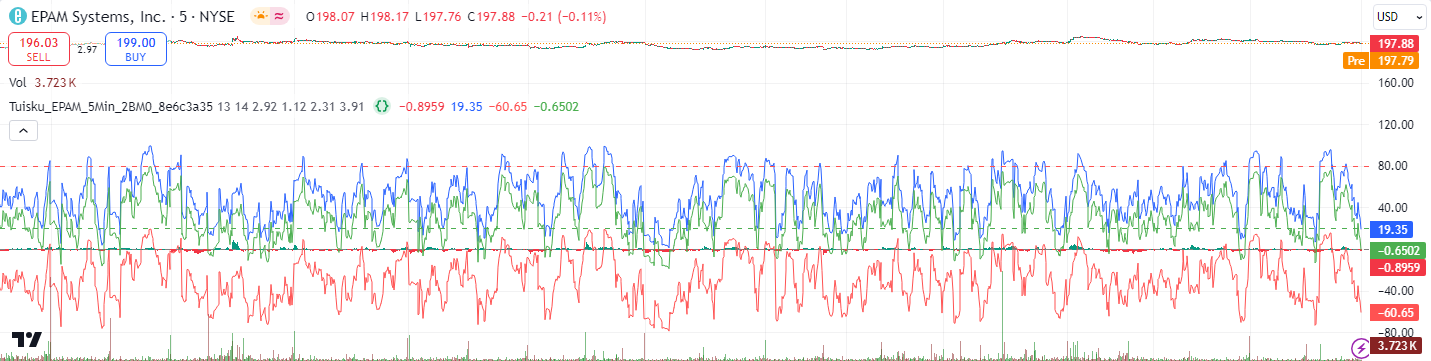 EPAM Systems, Inc. · 5 · NYSE O198.07 H198.17 L197.76 C197.88 −0.21 (−0.11%)
USD
196.03 SELL 2.97 199.00 BUY
197.88
Pre 197.79
Vol 3.723 K
160.00
Tuisku_EPAM_5Min_2BM0_8e6c3a35 13 14 2.92 1.12 2.31 3.91 {} −0.8959 19.35 −60.65 −0.6502
120.00
80.00
40.00
19.35
−0.6502
−0.8959
−40.00
−60.65
−80.00
3.723 K